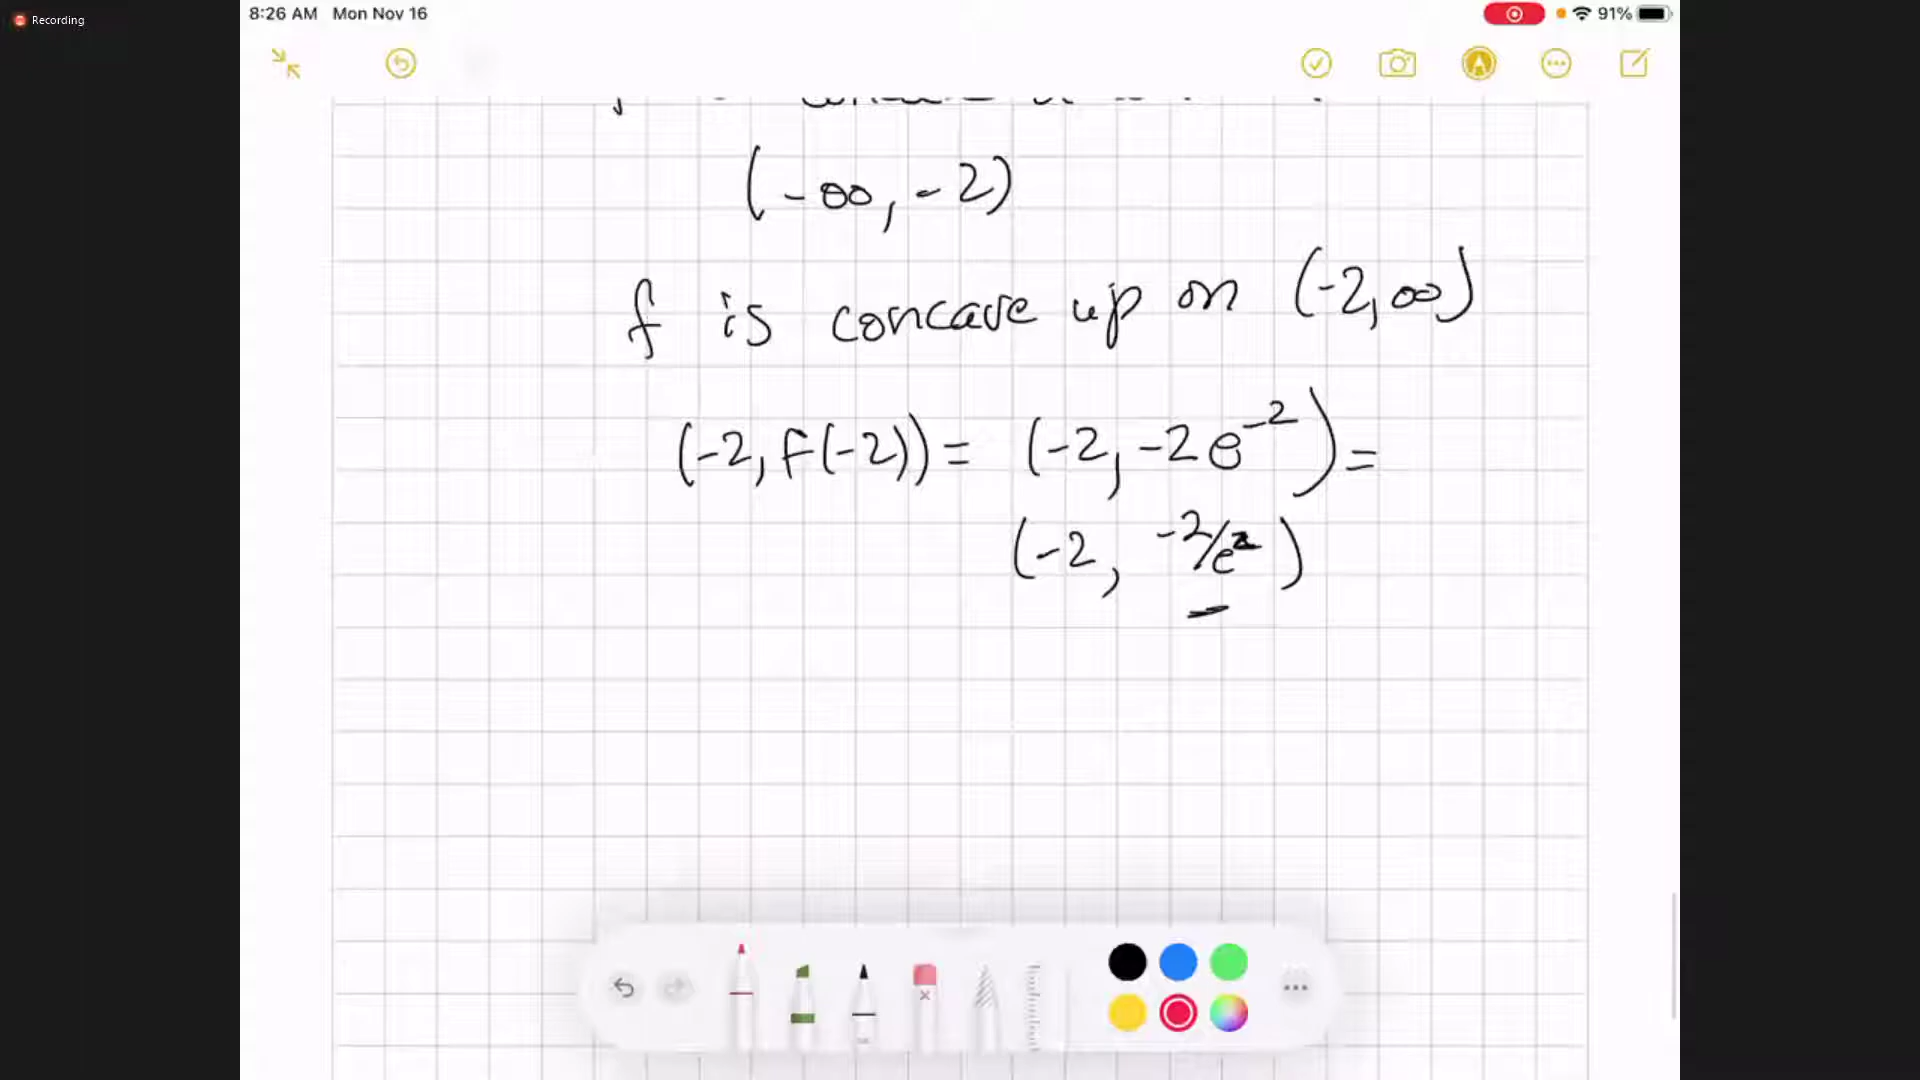 Recording
8:26 AM Mon Nov 16
91%
(-∞, -2)
f is concave up on (-2, ∞)
(-2, f(-2)) = (-2, -2e⁻²) =
(-2, -2/e²)